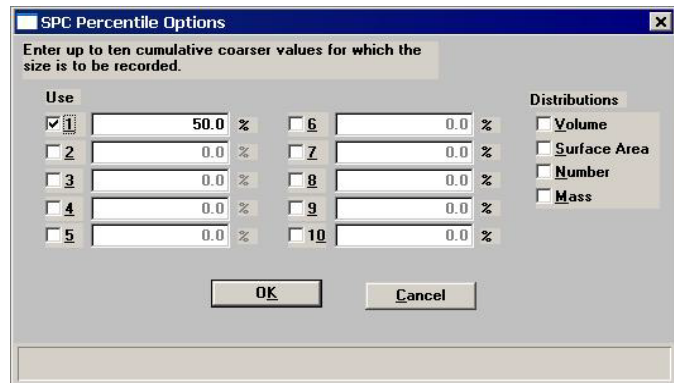 SPC Percentile Options
Enter up to ten cumulative coarser values for which the
size is to be recorded.
Use
1 50.0 %
2 0.0 %
3 0.0 %
4 0.0 %
5 0.0 %
6 0.0 %
7 0.0 %
8 0.0 %
9 0.0 %
10 0.0 %
Distributions
Volume
Surface Area
Number
Mass
OK
Cancel